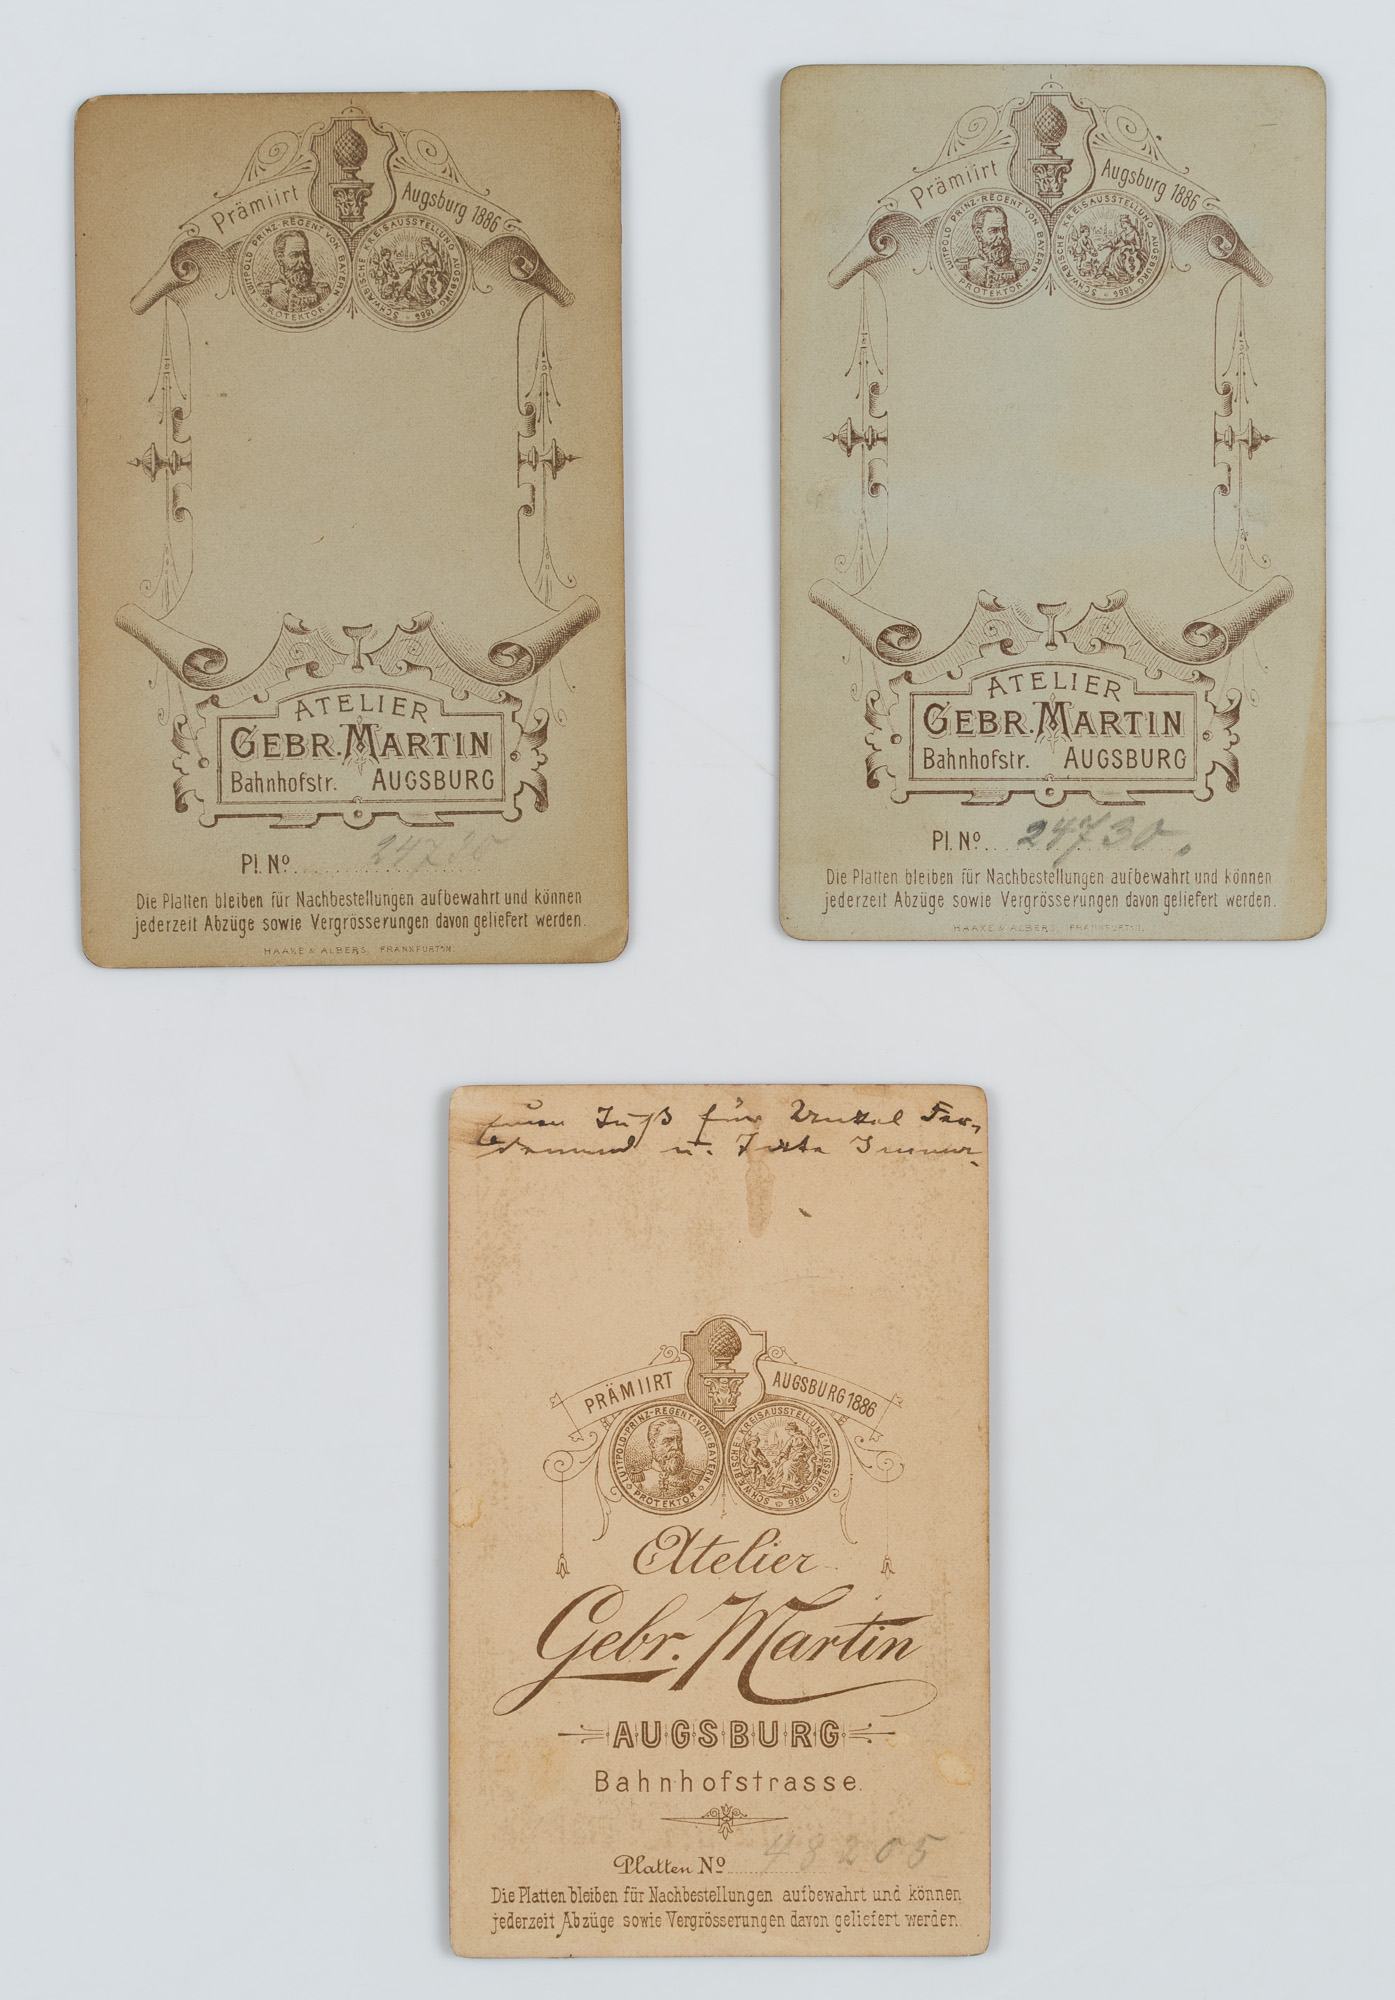 Prämiirt Augsburg 1886
LUITPOLD PRINZ-REGENT VON BAYERN PROTEKTOR
SCHWÄBISCHE KREISAUSSTELLUNG AUGSBURG 1886
ATELIER
GEBR. MARTIN
Bahnhofstr. AUGSBURG
Pl. No. 24730
Die Platten bleiben für Nachbestellungen aufbewahrt und können
jederzeit Abzüge sowie Vergrösserungen davon geliefert werden.
HAAKE & ALBERS, FRANKFURT a/M.
Prämiirt Augsburg 1886
LUITPOLD PRINZ-REGENT VON BAYERN PROTEKTOR
SCHWÄBISCHE KREISAUSSTELLUNG AUGSBURG 1886
ATELIER
GEBR. MARTIN
Bahnhofstr. AUGSBURG
Pl. No. 24730.
Die Platten bleiben für Nachbestellungen aufbewahrt und können
jederzeit Abzüge sowie Vergrösserungen davon geliefert werden.
HAAKE & ALBERS, FRANKFURT a/M.
für
u.
PRÄMIIRT AUGSBURG 1886
LUITPOLD·PRINZ-REGENT·VON·BAYERN PROTEKTOR
SCHWÄBISCHE KREISAUSSTELLUNG·AUGSBURG 1886
Atelier
Gebr. Martin
AUGSBURG
Bahnhofstrasse.
Platten No 48205
Die Platten bleiben für Nachbestellungen aufbewahrt und können
jederzeit Abzüge sowie Vergrösserungen davon geliefert werden.